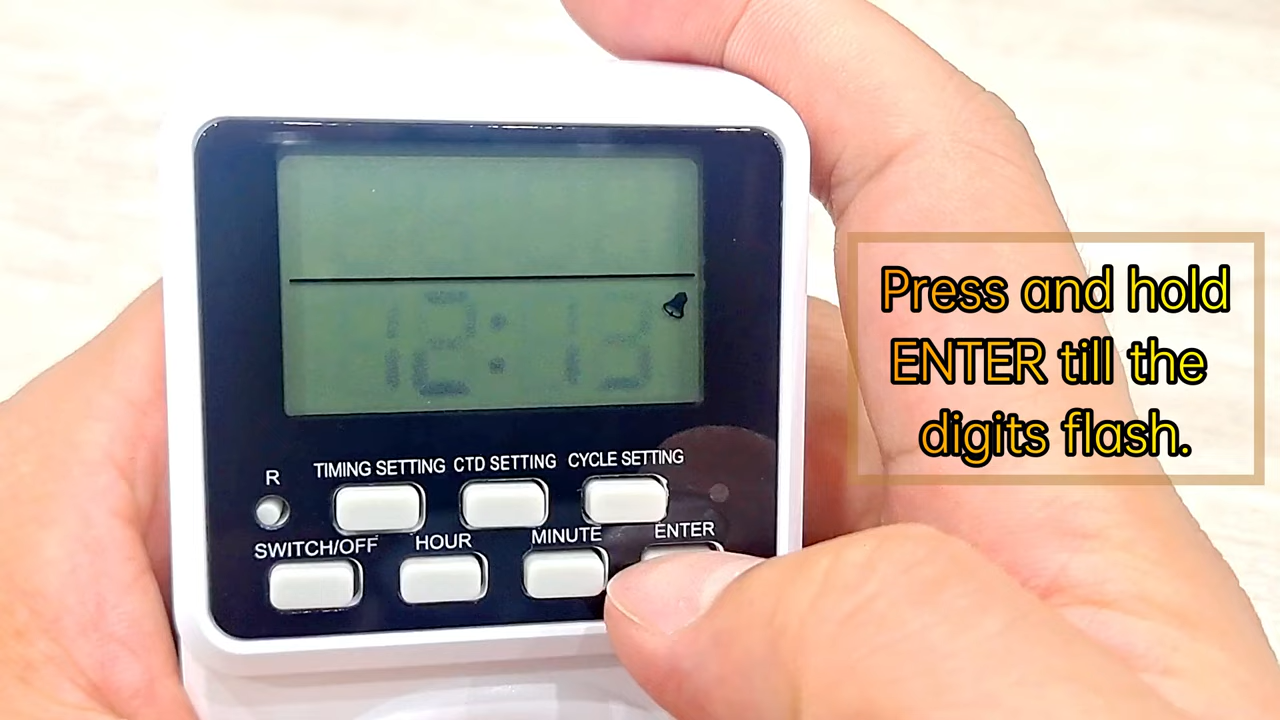 12:13
R
TIMING SETTING CTD SETTING CYCLE SETTING
SWITCH/OFF HOUR MINUTE ENTER
Press and hold
ENTER till the
digits flash.